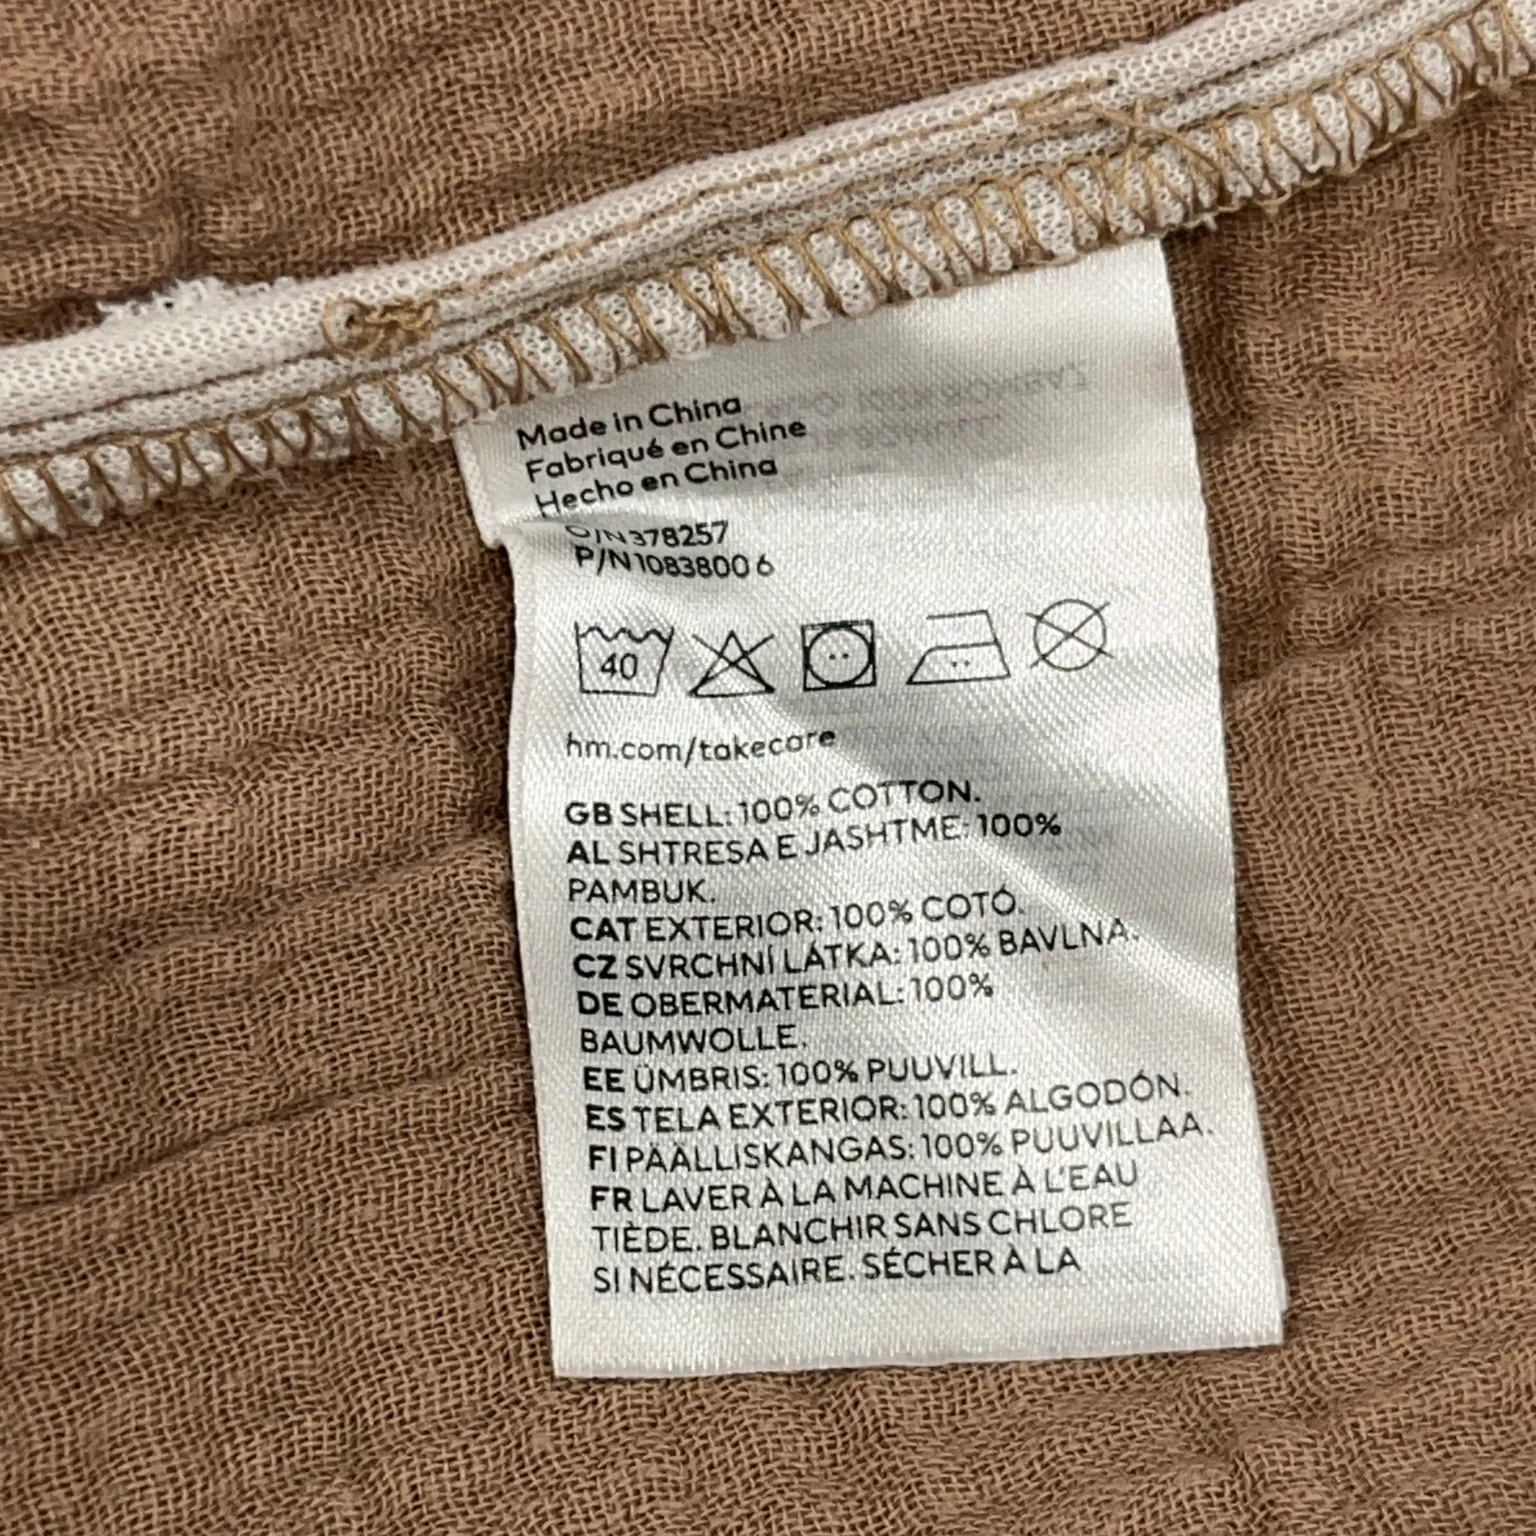 Made in China
Fabriqué en Chine
Hecho en China
O/N 378257
P/N 1083800 6
40
hm.com/takecare
GB SHELL: 100% COTTON.
AL SHTRESA E JASHTME: 100%
PAMBUK.
CAT EXTERIOR: 100% COTÓ.
CZ SVRCHNÍ LÁTKA: 100% BAVLNA.
DE OBERMATERIAL: 100%
BAUMWOLLE.
EE ÜMBRIS: 100% PUUVILL.
ES TELA EXTERIOR: 100% ALGODÓN.
FI PÄÄLLISKANGAS: 100% PUUVILLAA.
FR LAVER À LA MACHINE À L'EAU
TIÈDE. BLANCHIR SANS CHLORE
SI NÉCESSAIRE. SÉCHER À LA